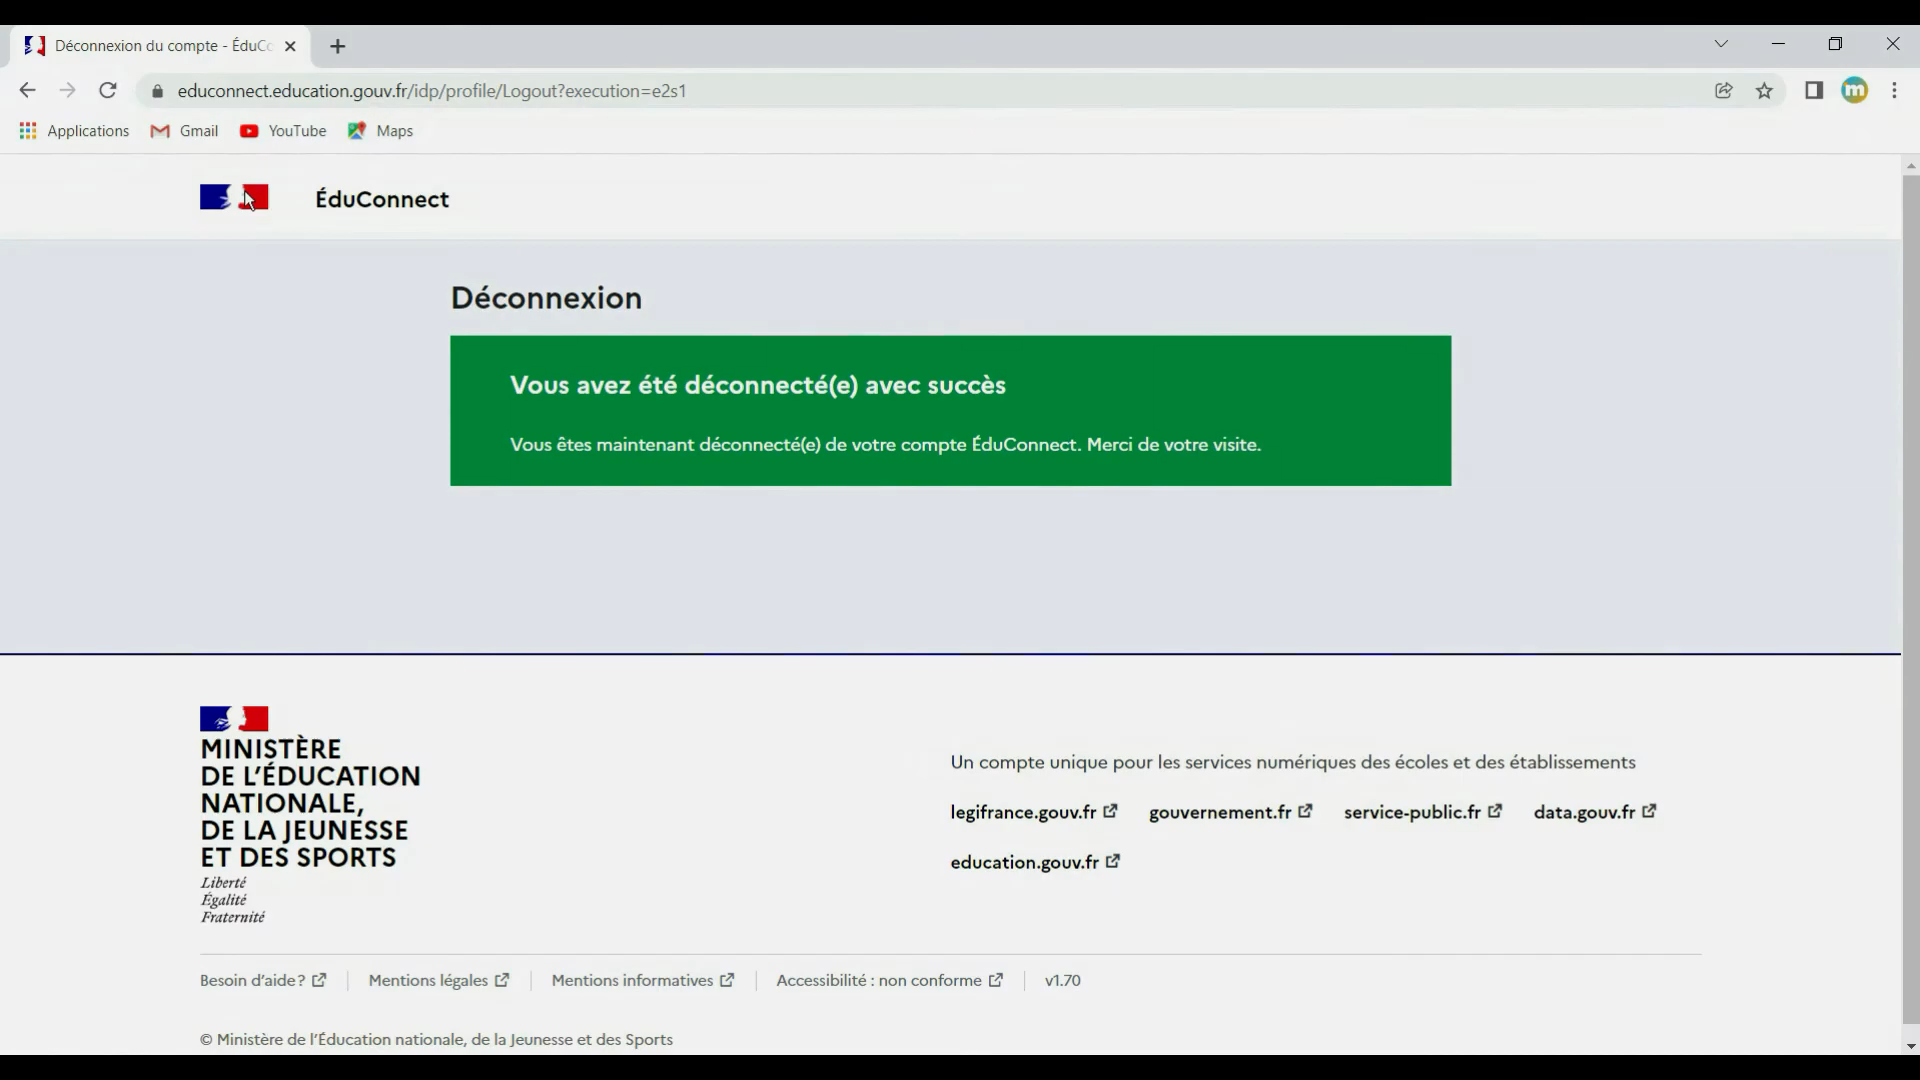 Déconnexion du compte - ÉduCo
educonnect.education.gouv.fr/idp/profile/Logout?execution=e2s1
m
Applications Gmail YouTube Maps
ÉduConnect
Déconnexion
Vous avez été déconnecté(e) avec succès
Vous êtes maintenant déconnecté(e) de votre compte ÉduConnect. Merci de votre visite.
MINISTÈRE
DE L'ÉDUCATION
NATIONALE,
DE LA JEUNESSE
ET DES SPORTS
Liberté
Égalité
Fraternité
Un compte unique pour les services numériques des écoles et des établissements
legifrance.gouv.fr gouvernement.fr service-public.fr data.gouv.fr
education.gouv.fr
Besoin d'aide? Mentions légales Mentions informatives Accessibilité : non conforme v1.70
© Ministère de l'Éducation nationale, de la Jeunesse et des Sports